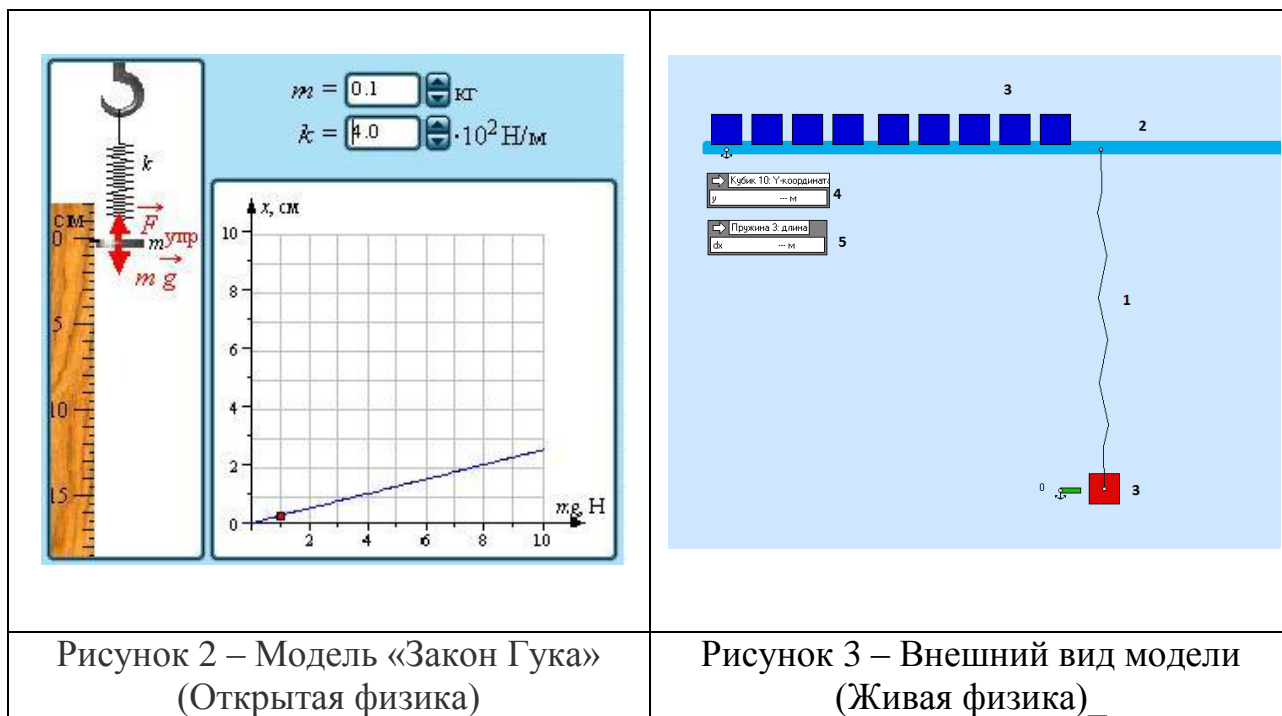 m = 0.1 кг
k = 4.0 ·10² Н/м
k
см
F упр
0
m
m g
5
10
15
x, см
10
8
6
4
2
0
mg, Н
2 4 6 8 10
3
2
Кубик 10: Y-координата
y --- м
4
Пружина 3: длина
dx --- м
5
1
0
3
Рисунок 2 – Модель «Закон Гука»
(Открытая физика)
Рисунок 3 – Внешний вид модели
(Живая физика)_